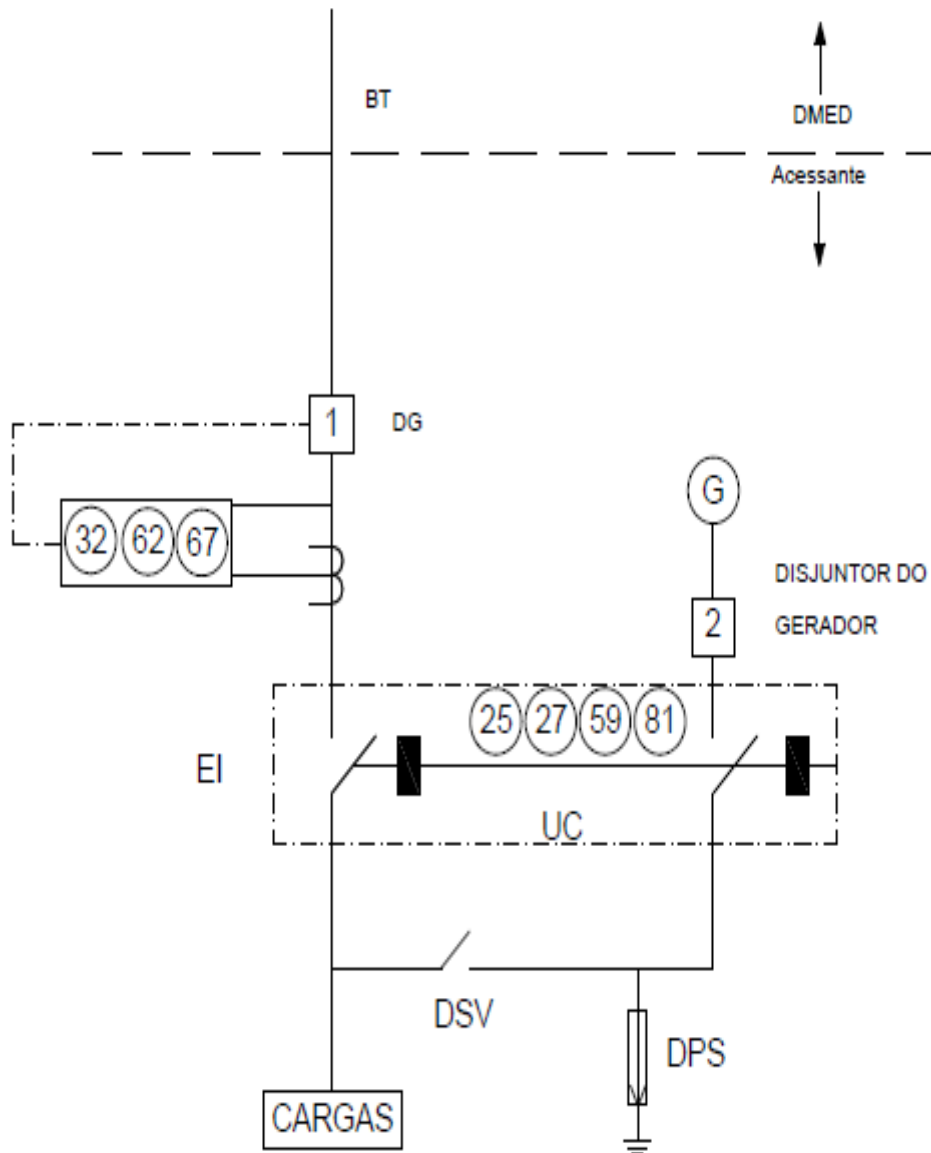 BT
DMED
Acessante
1
DG
G
32 62 67
DISJUNTOR DO
2
GERADOR
25 27 59 81
EI
UC
DSV
DPS
CARGAS